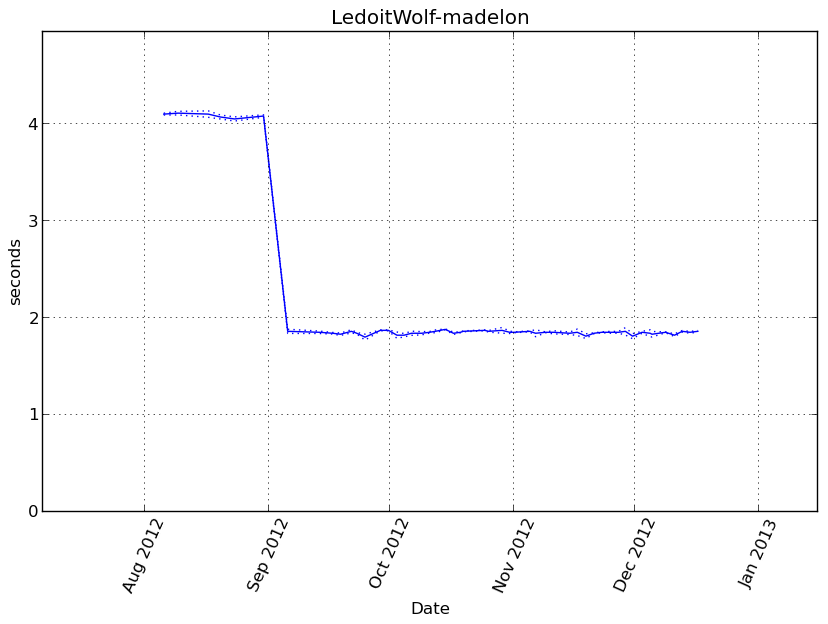 LedoitWolf-madelon
seconds
4
3
2
1
0
Aug 2012
Sep 2012
Oct 2012
Nov 2012
Dec 2012
Jan 2013
Date